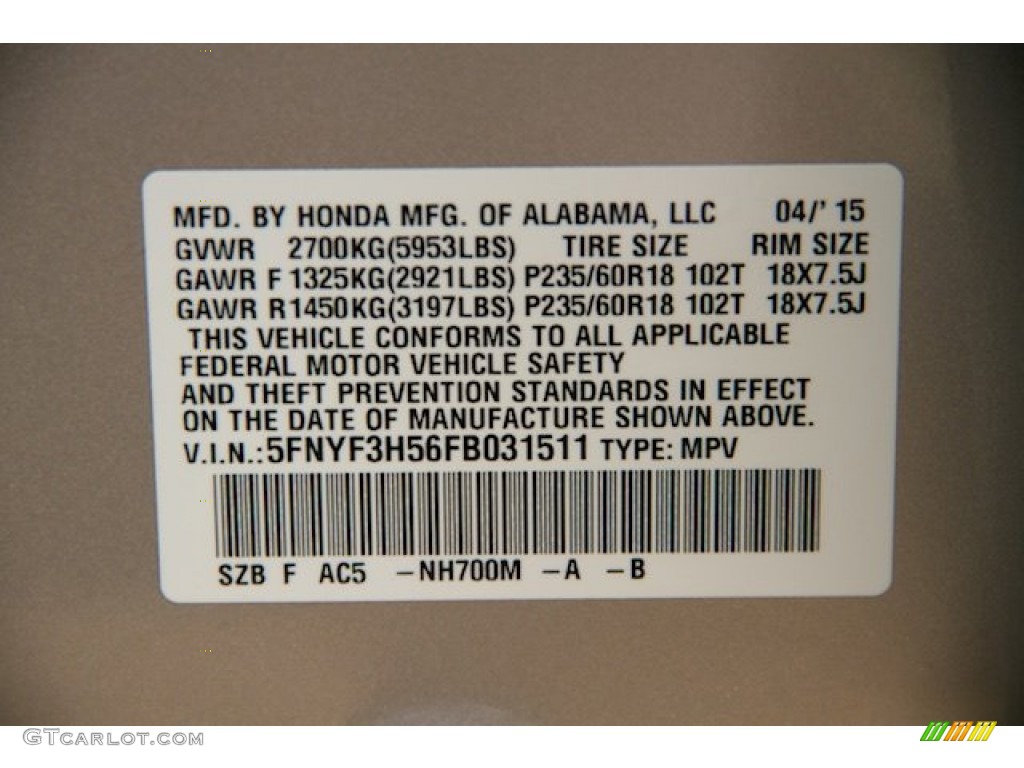 MFD. BY HONDA MFG. OF ALABAMA, LLC 04/' 15
GVWR 2700KG(5953LBS) TIRE SIZE RIM SIZE
GAWR F 1325KG(2921LBS) P235/60R18 102T 18X7.5J
GAWR R1450KG(3197LBS) P235/60R18 102T 18X7.5J
THIS VEHICLE CONFORMS TO ALL APPLICABLE
FEDERAL MOTOR VEHICLE SAFETY
AND THEFT PREVENTION STANDARDS IN EFFECT
ON THE DATE OF MANUFACTURE SHOWN ABOVE.
V.I.N.:5FNYF3H56FB031511 TYPE: MPV
SZB F AC5 –NH700M –A –B
GTcarlot.com